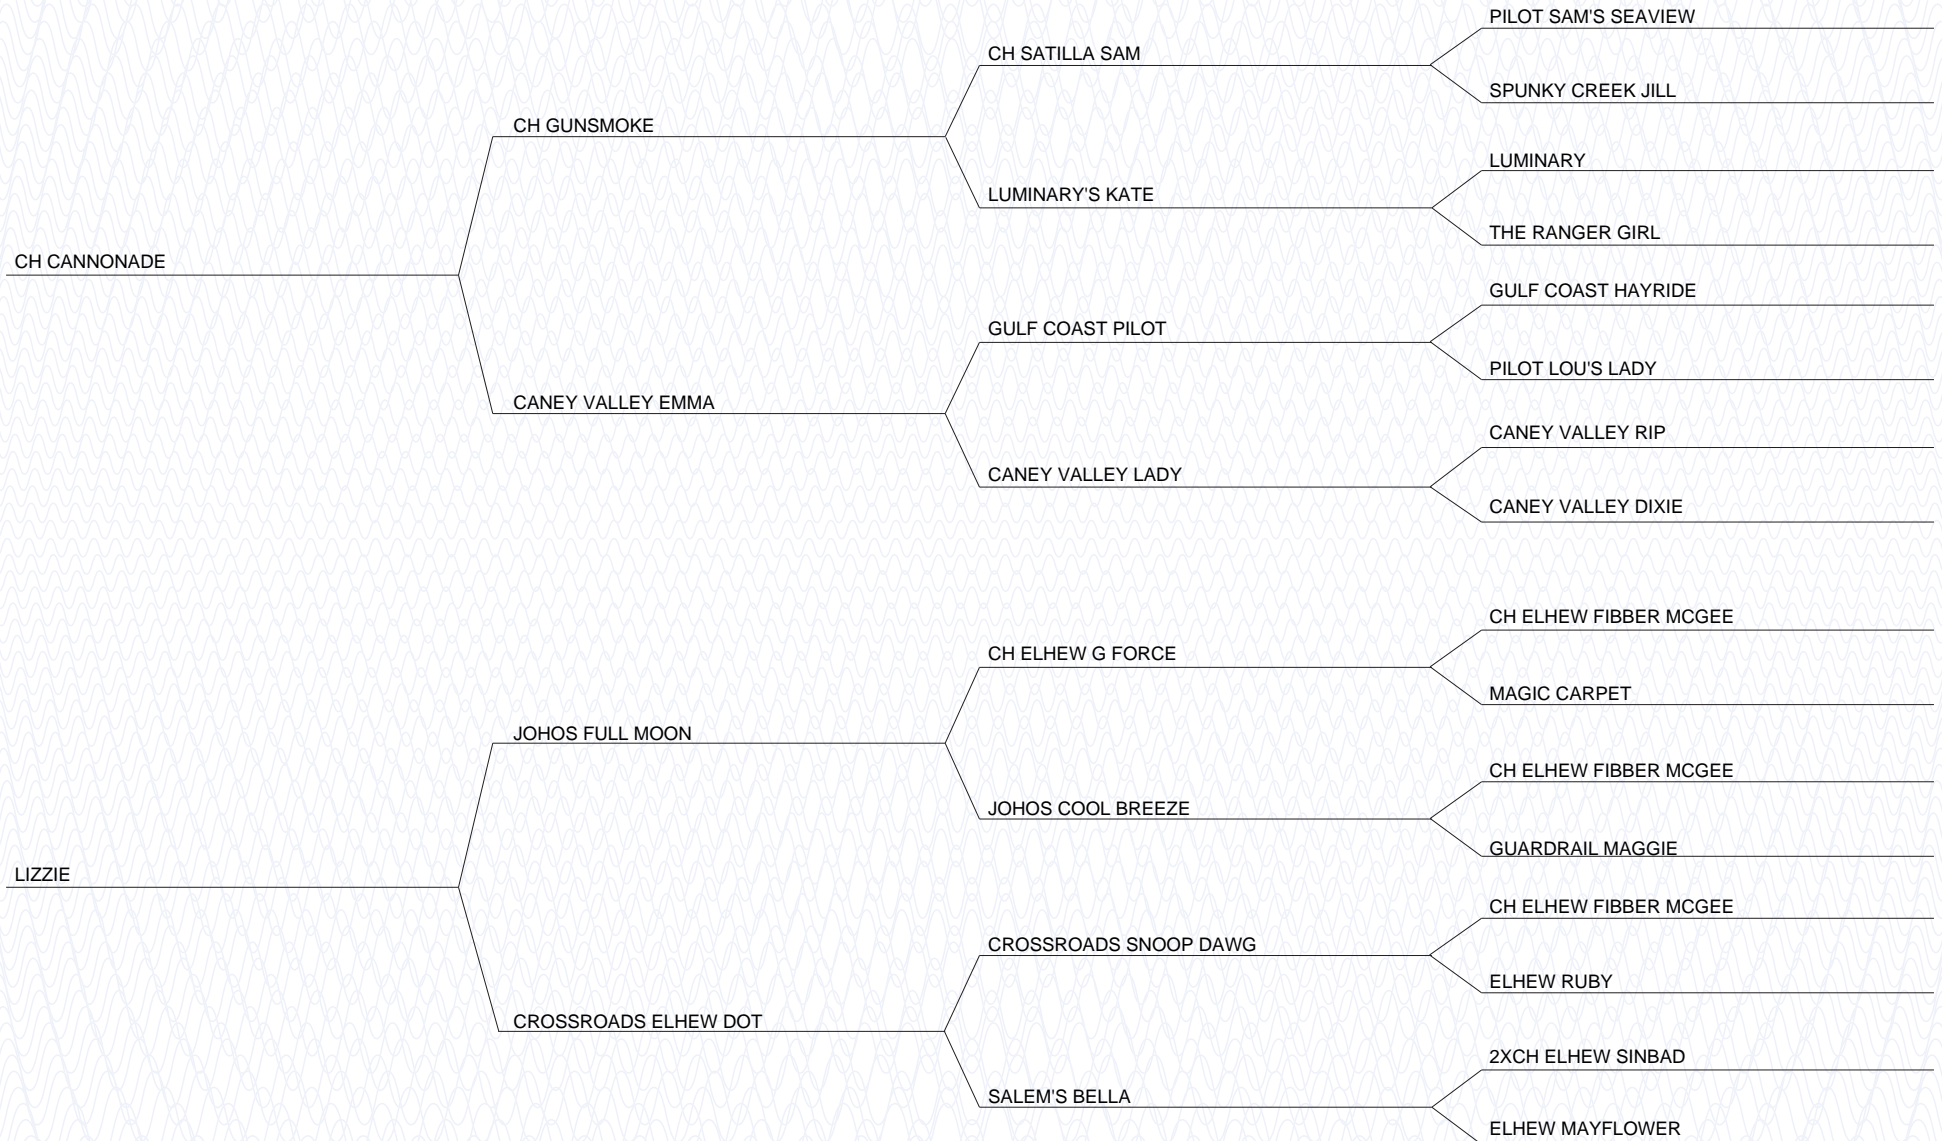 PILOT SAM'S SEAVIEW
CH SATILLA SAM
SPUNKY CREEK JILL
CH GUNSMOKE
LUMINARY
LUMINARY'S KATE
THE RANGER GIRL
CH CANNONADE
GULF COAST HAYRIDE
GULF COAST PILOT
PILOT LOU'S LADY
CANEY VALLEY EMMA
CANEY VALLEY RIP
CANEY VALLEY LADY
CANEY VALLEY DIXIE
CH ELHEW FIBBER MCGEE
CH ELHEW G FORCE
MAGIC CARPET
JOHOS FULL MOON
CH ELHEW FIBBER MCGEE
JOHOS COOL BREEZE
GUARDRAIL MAGGIE
LIZZIE
CH ELHEW FIBBER MCGEE
CROSSROADS SNOOP DAWG
ELHEW RUBY
CROSSROADS ELHEW DOT
2XCH ELHEW SINBAD
SALEM'S BELLA
ELHEW MAYFLOWER